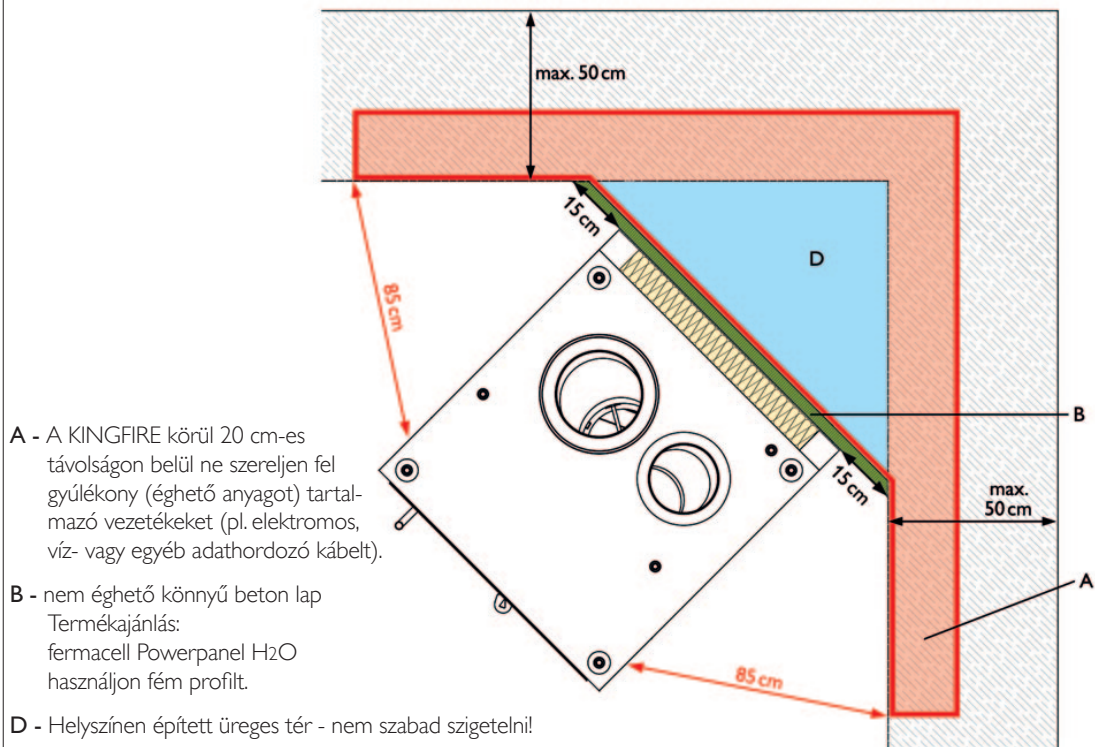 max. 50 cm
15 cm
D
85 cm
B
15 cm
max.
50 cm
A
85 cm
A - A KINGFIRE körül 20 cm-es
távolságon belül ne szereljen fel
gyúlékony (éghető anyagot) tartal-
mazó vezetékeket (pl. elektromos,
víz- vagy egyéb adathordozó kábelt).
B - nem éghető könnyű beton lap
Termékajánlás:
fermacell Powerpanel H2O
használjon fém profilt.
D - Helyszínen épített üreges tér - nem szabad szigetelni!